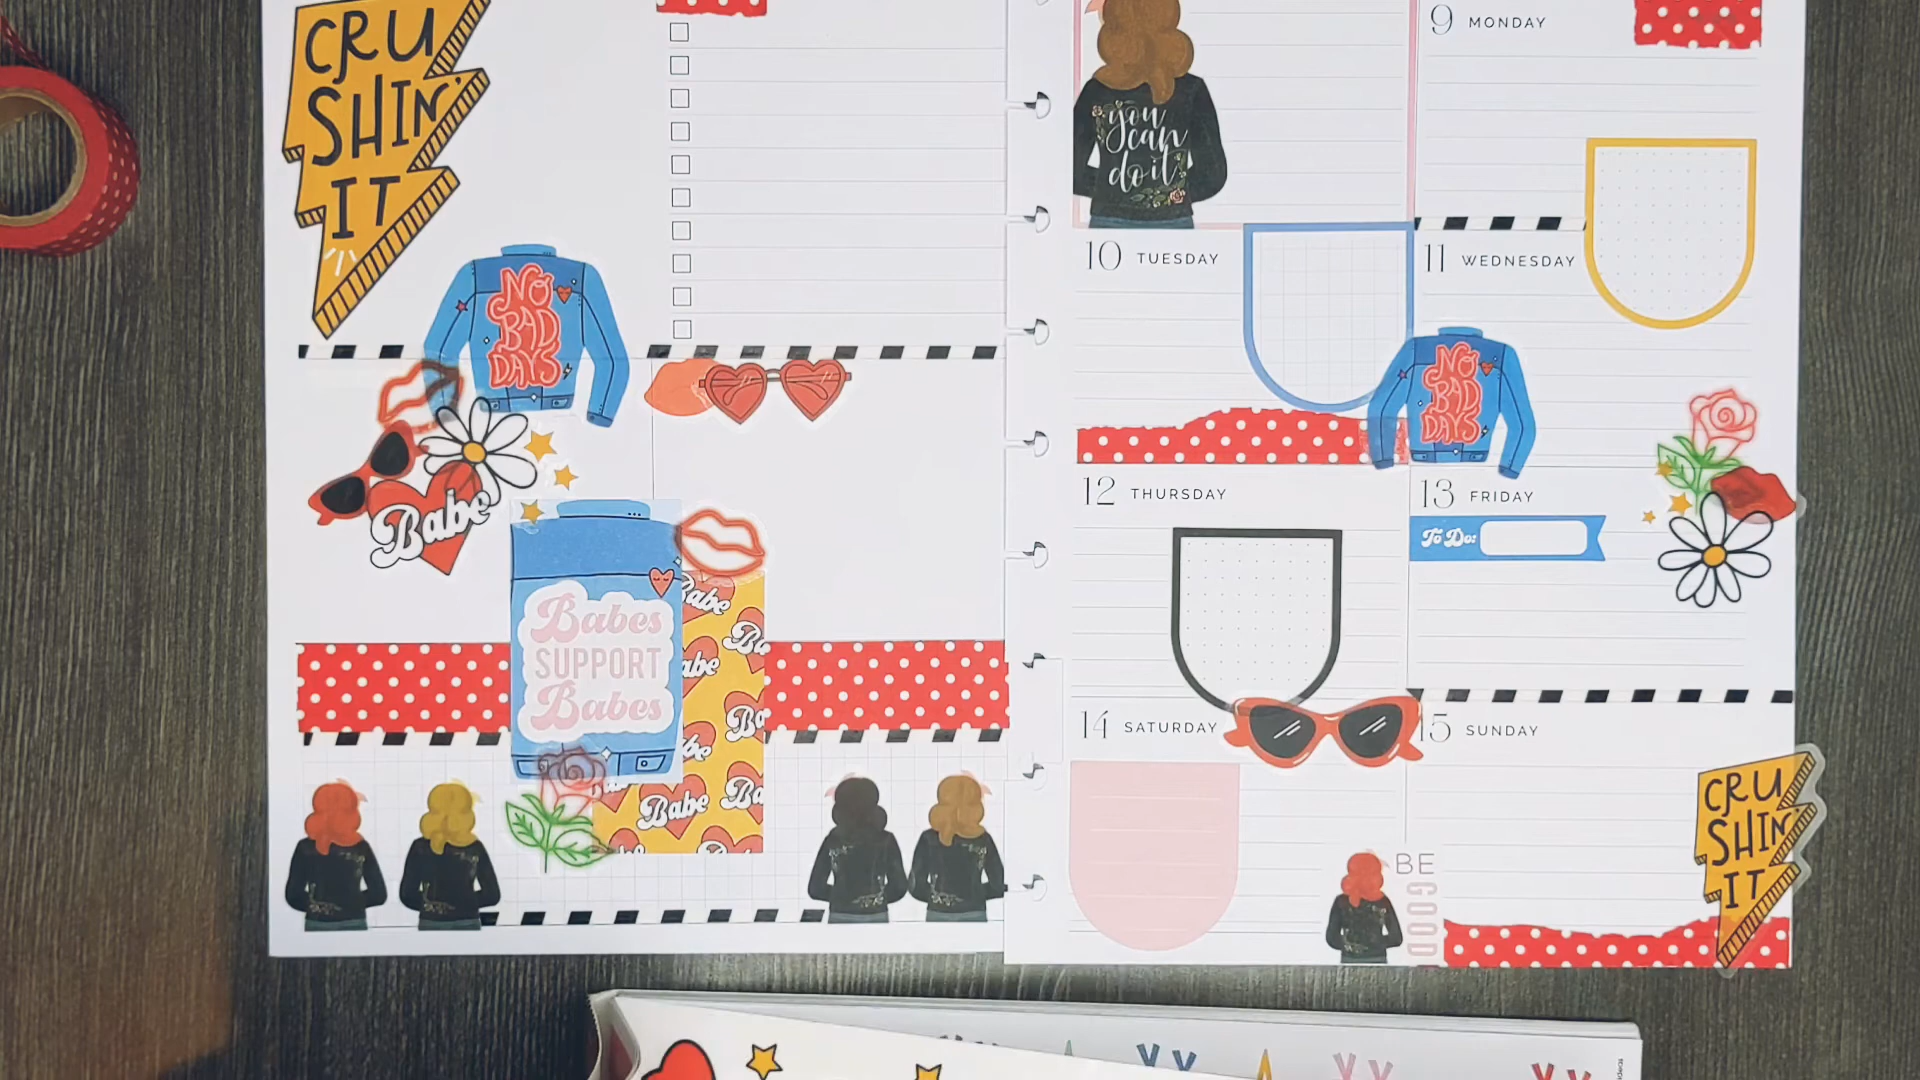 CRU
SHIN'
IT
NO
BAD
DAYS
Babe
Babes
SUPPORT
Babes
Babe
Babe
Babe
you
can
do it
9 MONDAY
10 TUESDAY
11 WEDNESDAY
NO
BAD
DAYS
12 THURSDAY
13 FRIDAY
To Do:
14 SATURDAY
15 SUNDAY
BE
GOOD
CRU
SHIN'
IT